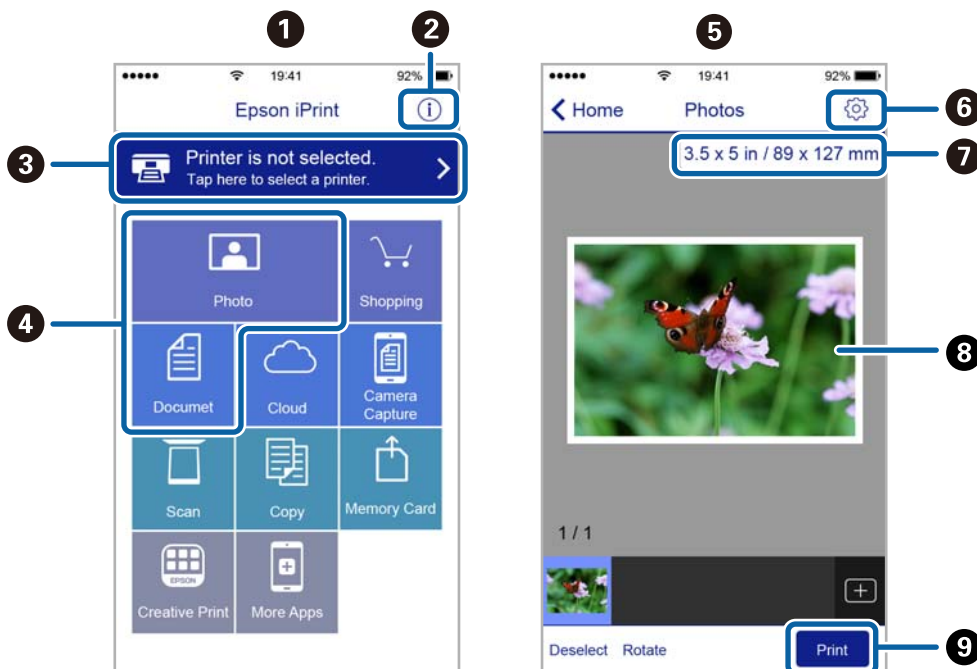 1
2
5
19:41
92%
19:41
92%
Epson iPrint
i
Home
Photos
6
3
Printer is not selected.
Tap here to select a printer.
3.5 x 5 in / 89 x 127 mm
7
4
Photo
Shopping
8
Documet
Cloud
Camera
Capture
Scan
Copy
Memory Card
1 / 1
EPSON
Creative Print
More Apps
Deselect
Rotate
Print
9